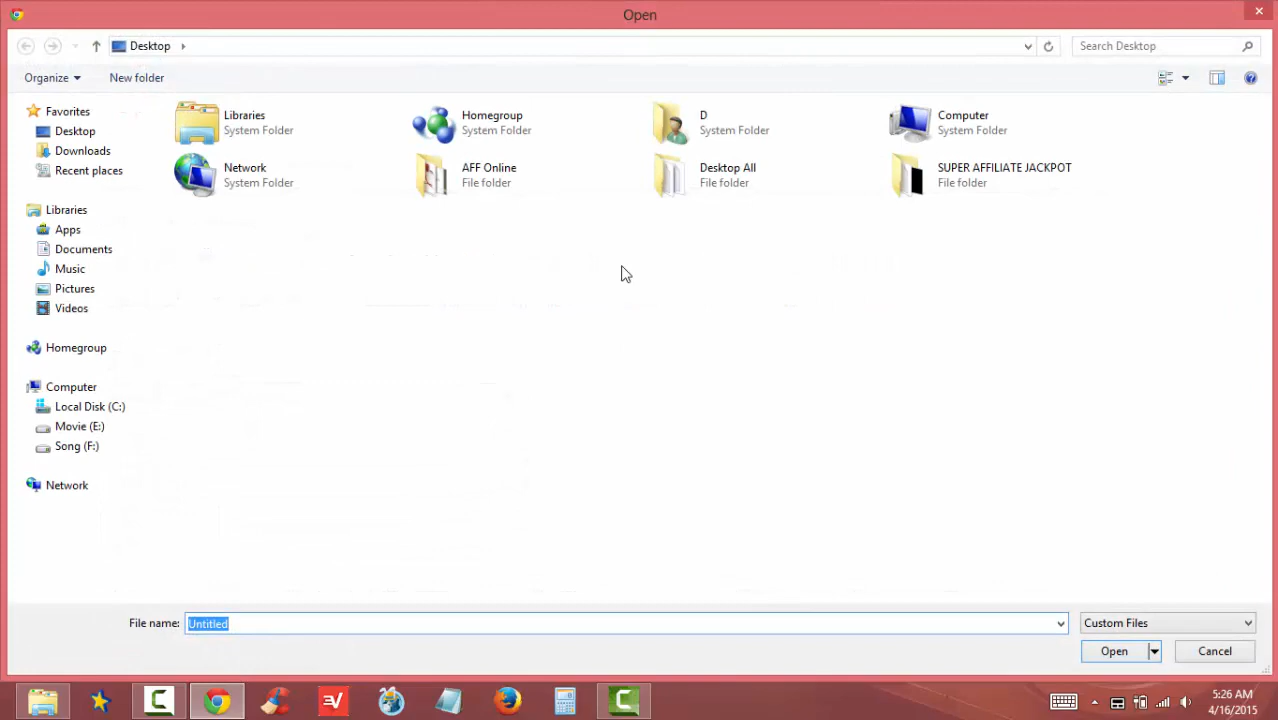 Open
Desktop
Search Desktop
Organize
New folder
Favorites
Desktop
Downloads
Recent places
Libraries
Apps
Documents
Music
Pictures
Videos
Homegroup
Computer
Local Disk (C:)
Movie (E:)
Song (F:)
Network
Libraries
System Folder
Homegroup
System Folder
D
System Folder
Computer
System Folder
Network
System Folder
AFF Online
File folder
Desktop All
File folder
SUPER AFFILIATE JACKPOT
File folder
File name:
Untitled
Custom Files
Open
Cancel
5:26 AM
4/16/2015